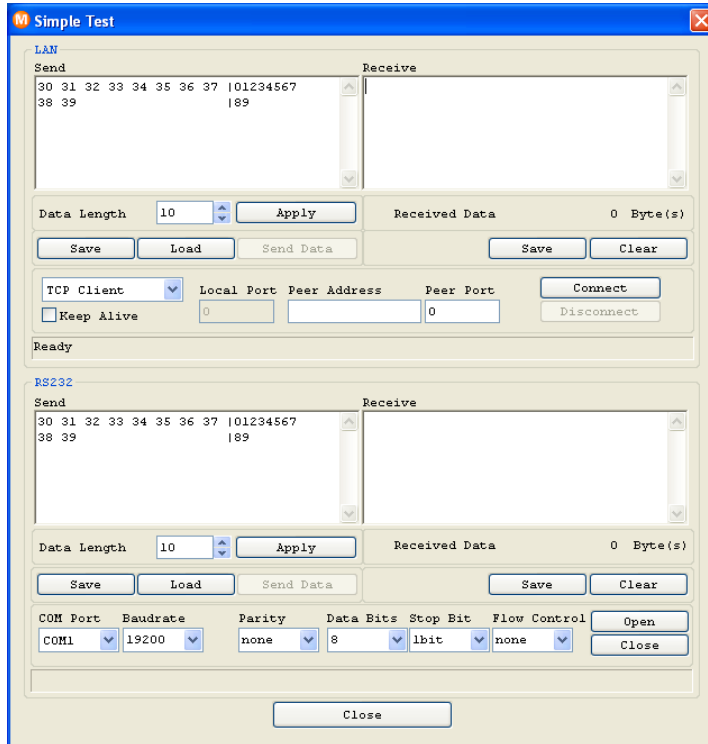 M Simple Test
LAN
Send Receive
30 31 32 33 34 35 36 37 |01234567
38 39 |89
Data Length 10 Apply Received Data 0 Byte(s)
Save Load Send Data Save Clear
TCP Client Local Port Peer Address Peer Port Connect
Keep Alive 0 0 Disconnect
Ready
RS232
Send Receive
30 31 32 33 34 35 36 37 |01234567
38 39 |89
Data Length 10 Apply Received Data 0 Byte(s)
Save Load Send Data Save Clear
COM Port Baudrate Parity Data Bits Stop Bit Flow Control Open
COM1 19200 none 8 1bit none Close
Close